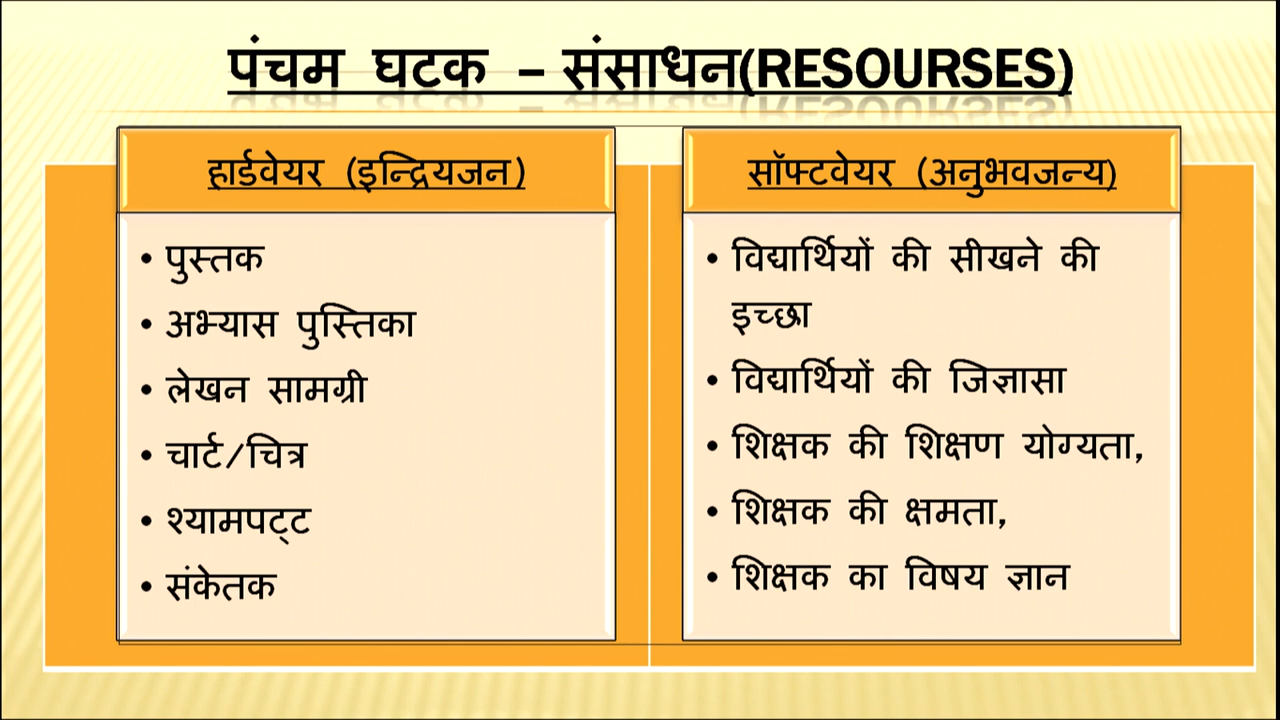 पंचम घटक – संसाधन(RESOURSES)
हार्डवेयर (इन्द्रियजन)
• पुस्तक
• अभ्यास पुस्तिका
• लेखन सामग्री
• चार्ट/चित्र
• श्यामपट्ट
• संकेतक
सॉफ्टवेयर (अनुभवजन्य)
• विद्यार्थियों की सीखने की
इच्छा
• विद्यार्थियों की जिज्ञासा
• शिक्षक की शिक्षण योग्यता,
• शिक्षक की क्षमता,
• शिक्षक का विषय ज्ञान